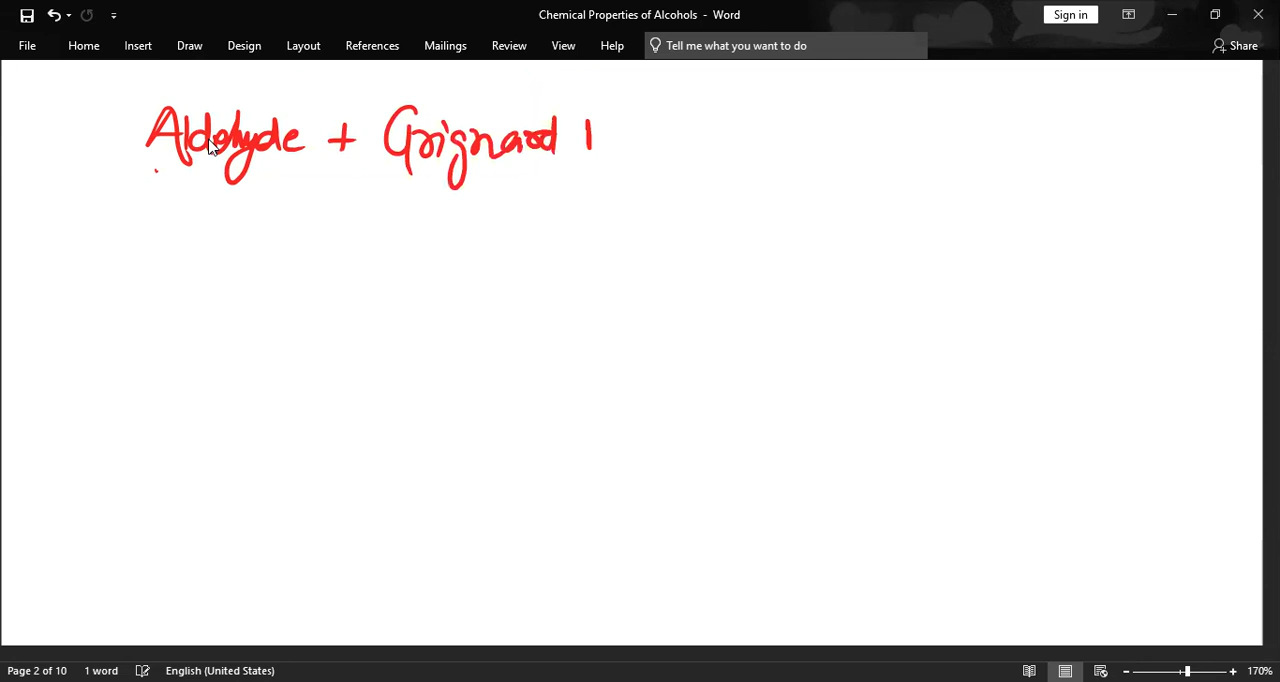 Chemical Properties of Alcohols - Word
Sign in
File Home Insert Draw Design Layout References Mailings Review View Help Tell me what you want to do Share
Aldehyde + Grignard
Page 2 of 10 1 word English (United States) 170%